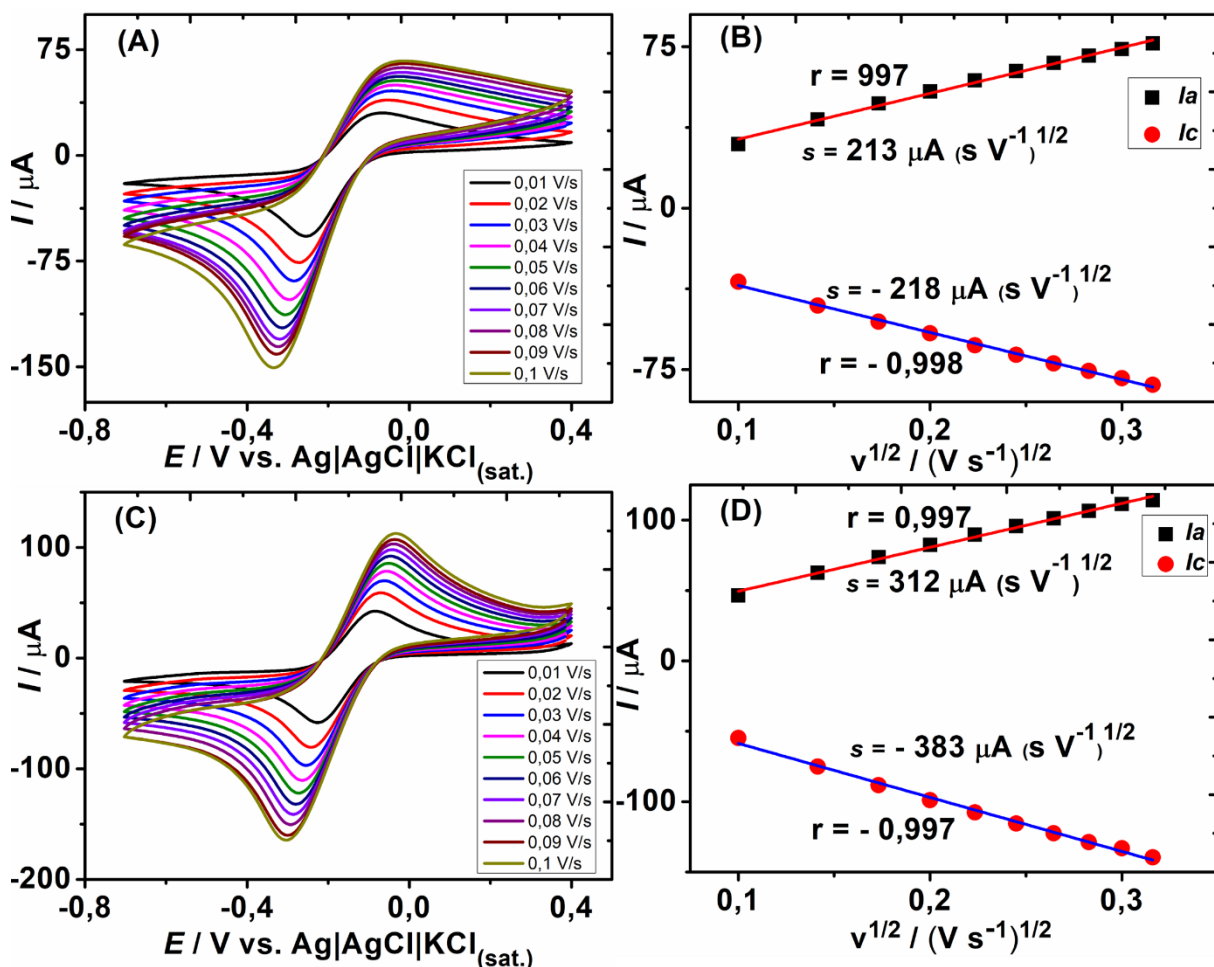 (A)
75
0
-75
-150
I / μA
0,01 V/s
0,02 V/s
0,03 V/s
0,04 V/s
0,05 V/s
0,06 V/s
0,07 V/s
0,08 V/s
0,09 V/s
0,1 V/s
-0,8
-0,4
0,0
0,4
E / V vs. Ag|AgCl|KCl(sat.)
(B)
75
0
-75
I / μA
r = 997
s = 213 μA (s V-1)1/2
s = - 218 μA (s V-1)1/2
r = - 0,998
Ia
Ic
0,1
0,2
0,3
v1/2 / (V s-1)1/2
(C)
100
0
-100
-200
I / μA
0,01 V/s
0,02 V/s
0,03 V/s
0,04 V/s
0,05 V/s
0,06 V/s
0,07 V/s
0,08 V/s
0,09 V/s
0,1 V/s
-0,8
-0,4
0,0
0,4
E / V vs. Ag|AgCl|KCl(sat.)
(D)
100
0
-100
I / μA
r = 0,997
s = 312 μA (s V-1)1/2
s = - 383 μA (s V-1)1/2
r = - 0,997
Ia
Ic
0,1
0,2
0,3
v1/2 / (V s-1)1/2